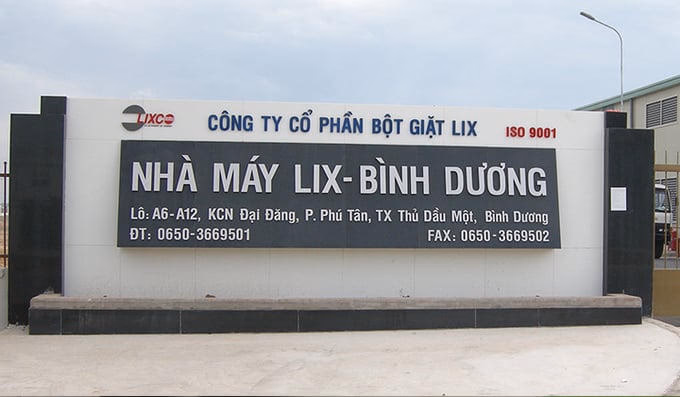 LIXCO
CÔNG TY CỔ PHẦN BỘT GIẶT LIX
ISO 9001
NHÀ MÁY LIX-BÌNH DƯƠNG
Lô: A6-A12, KCN Đại Đăng, P. Phú Tân, TX Thủ Dầu Một, Bình Dương
ĐT: 0650-3669501
FAX: 0650-3669502